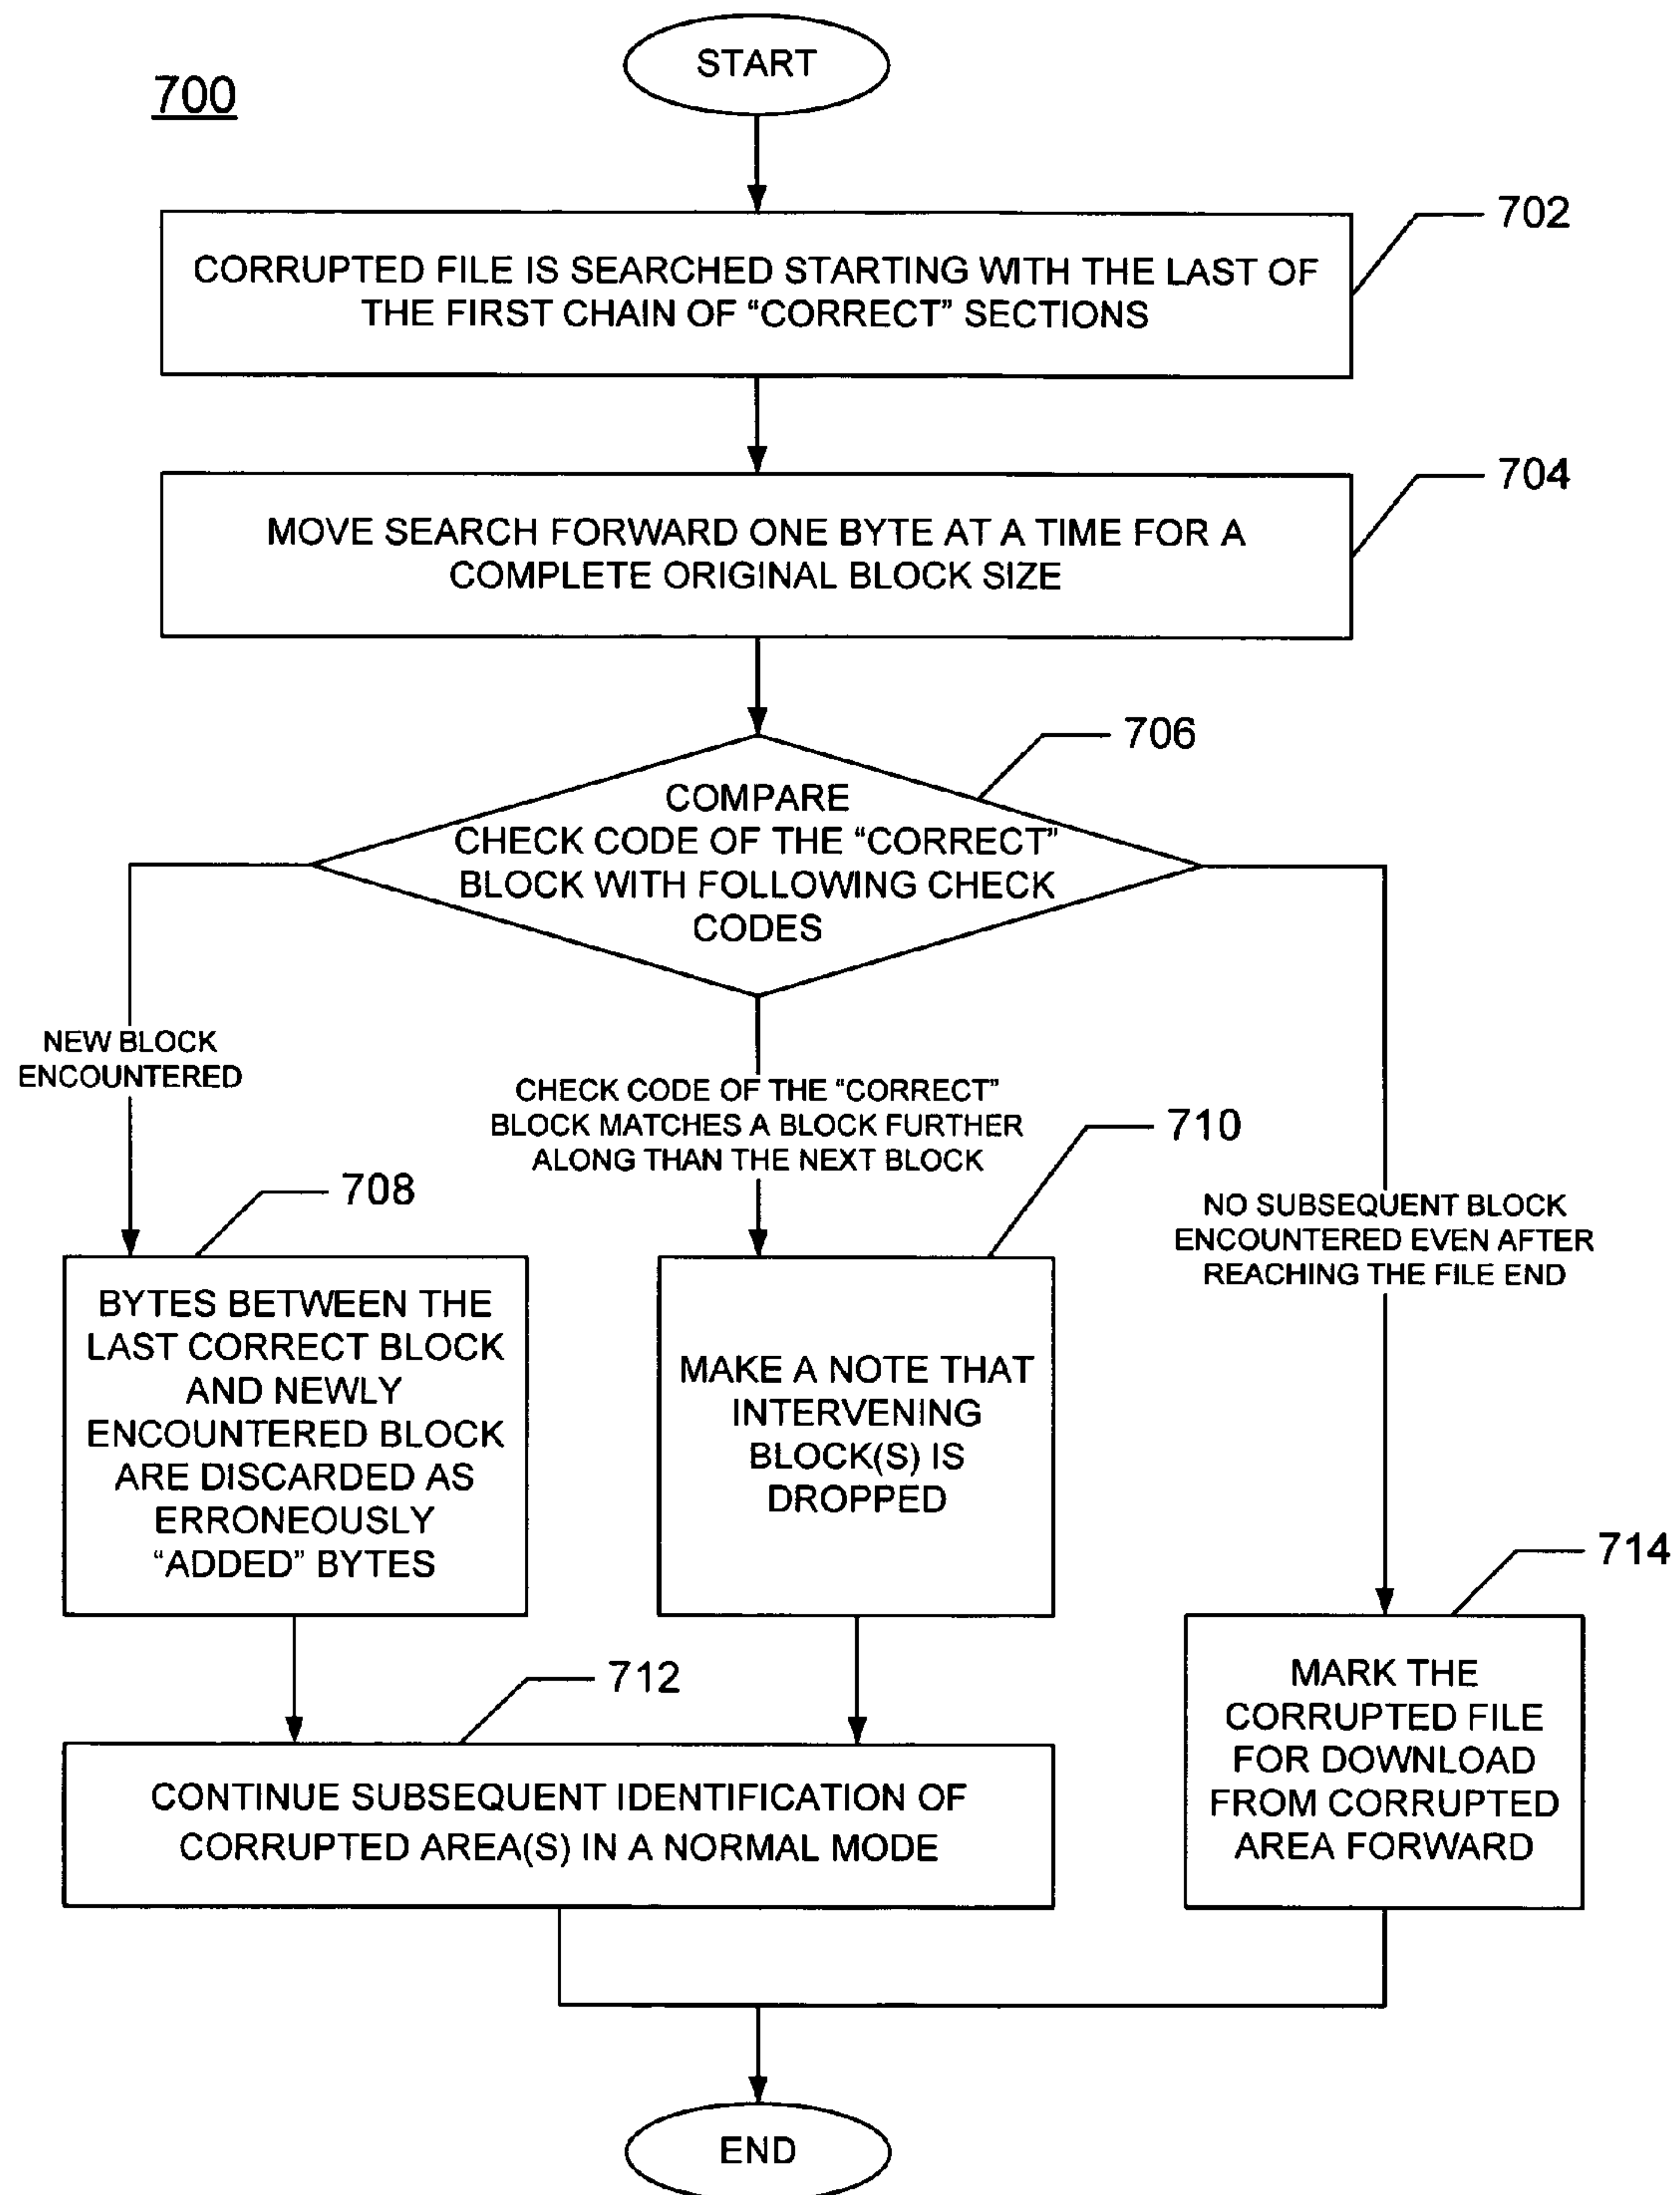 START
700
702
CORRUPTED FILE IS SEARCHED STARTING WITH THE LAST OF
THE FIRST CHAIN OF “CORRECT” SECTIONS
704
MOVE SEARCH FORWARD ONE BYTE AT A TIME FOR A
COMPLETE ORIGINAL BLOCK SIZE
706
COMPARE
CHECK CODE OF THE “CORRECT”
BLOCK WITH FOLLOWING CHECK
CODES
NEW BLOCK
ENCOUNTERED
CHECK CODE OF THE “CORRECT”
BLOCK MATCHES A BLOCK FURTHER
ALONG THAN THE NEXT BLOCK
NO SUBSEQUENT BLOCK
ENCOUNTERED EVEN AFTER
REACHING THE FILE END
708
BYTES BETWEEN THE
LAST CORRECT BLOCK
AND NEWLY
ENCOUNTERED BLOCK
ARE DISCARDED AS
ERRONEOUSLY
“ADDED” BYTES
710
MAKE A NOTE THAT
INTERVENING
BLOCK(S) IS
DROPPED
712
CONTINUE SUBSEQUENT IDENTIFICATION OF
CORRUPTED AREA(S) IN A NORMAL MODE
714
MARK THE
CORRUPTED FILE
FOR DOWNLOAD
FROM CORRUPTED
AREA FORWARD
END